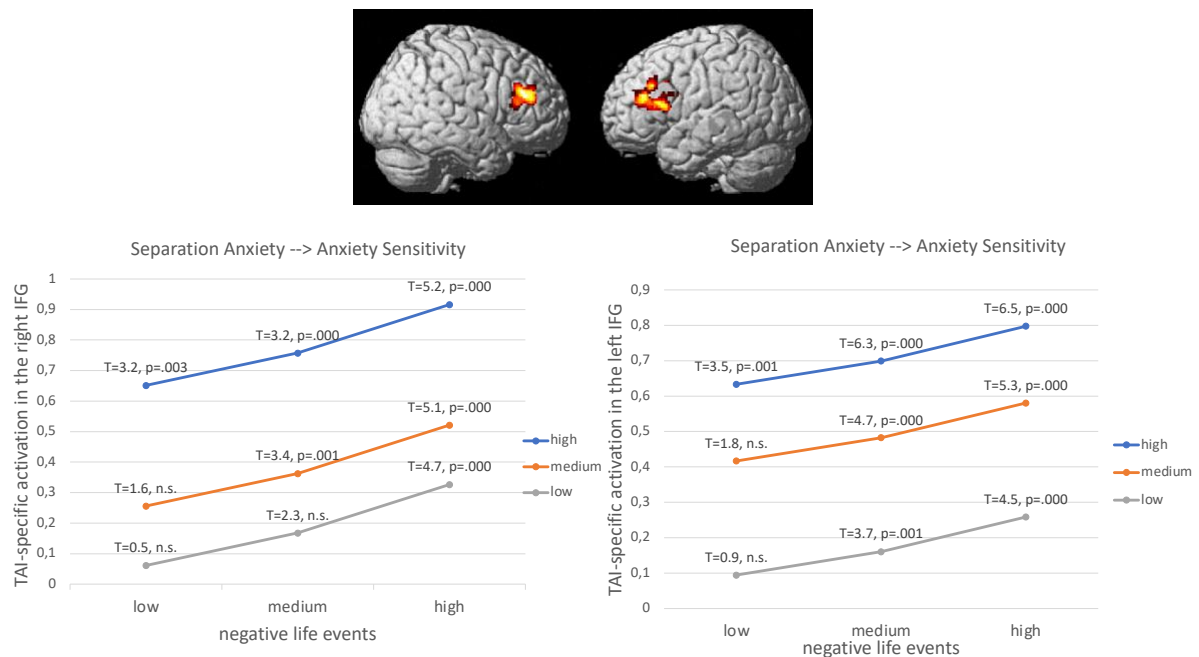 Separation Anxiety --> Anxiety Sensitivity
TAI-specific activation in the right IFG
1
0,9
0,8
0,7
0,6
0,5
0,4
0,3
0,2
0,1
0
T=3.2, p=.003
T=3.2, p=.000
T=5.2, p=.000
T=1.6, n.s.
T=3.4, p=.001
T=5.1, p=.000
T=0.5, n.s.
T=2.3, n.s.
T=4.7, p=.000
high
medium
low
low
medium
high
negative life events
Separation Anxiety --> Anxiety Sensitivity
TAI-specific activation in the left IFG
0,9
0,8
0,7
0,6
0,5
0,4
0,3
0,2
0,1
0
T=3.5, p=.001
T=6.3, p=.000
T=6.5, p=.000
T=1.8, n.s.
T=4.7, p=.000
T=5.3, p=.000
T=0.9, n.s.
T=3.7, p=.001
T=4.5, p=.000
high
medium
low
low
medium
high
negative life events